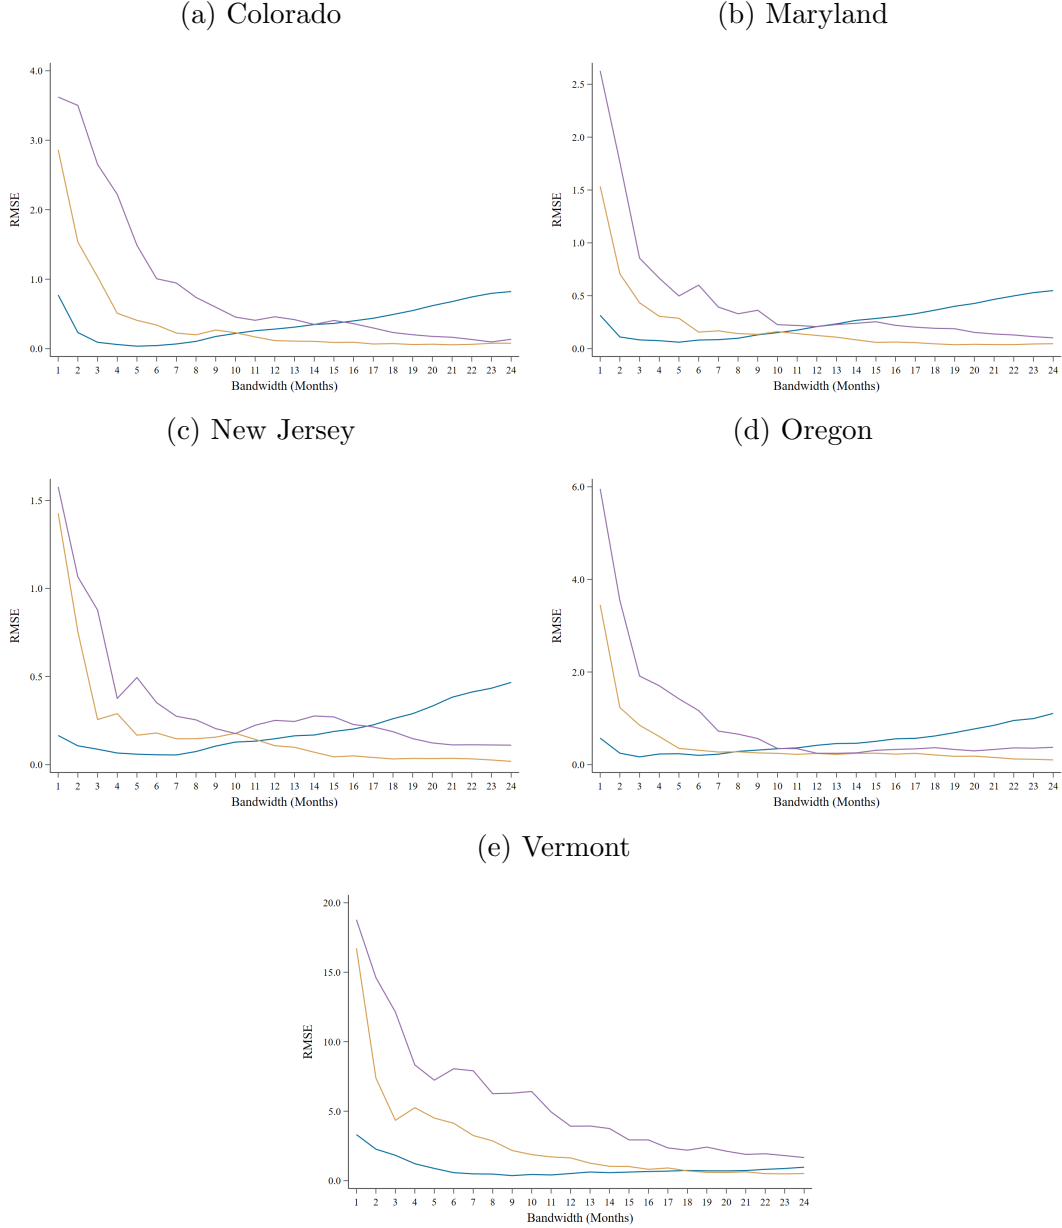 (a) Colorado
(b) Maryland
4.0
3.0
2.0
1.0
0.0
RMSE
1 2 3 4 5 6 7 8 9 10 11 12 13 14 15 16 17 18 19 20 21 22 23 24
Bandwidth (Months)
2.5
2.0
1.5
1.0
0.5
0.0
RMSE
1 2 3 4 5 6 7 8 9 10 11 12 13 14 15 16 17 18 19 20 21 22 23 24
Bandwidth (Months)
(c) New Jersey
(d) Oregon
1.5
1.0
0.5
0.0
RMSE
1 2 3 4 5 6 7 8 9 10 11 12 13 14 15 16 17 18 19 20 21 22 23 24
Bandwidth (Months)
6.0
4.0
2.0
0.0
RMSE
1 2 3 4 5 6 7 8 9 10 11 12 13 14 15 16 17 18 19 20 21 22 23 24
Bandwidth (Months)
(e) Vermont
20.0
15.0
10.0
5.0
0.0
RMSE
1 2 3 4 5 6 7 8 9 10 11 12 13 14 15 16 17 18 19 20 21 22 23 24
Bandwidth (Months)